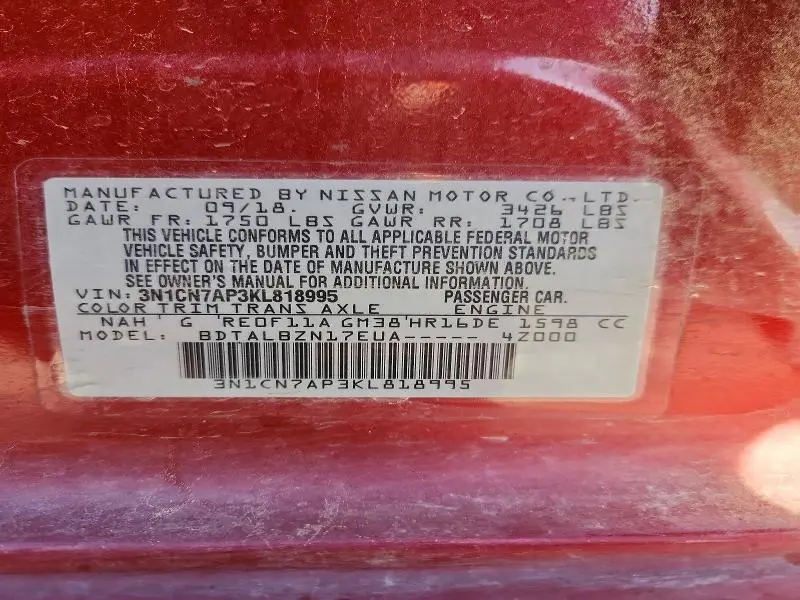 MANUFACTURED BY NISSAN MOTOR CO.,LTD.
DATE: 09/18. GVWR: 3426 LBS
GAWR FR: 1750 LBS GAWR RR: 1708 LBS
THIS VEHICLE CONFORMS TO ALL APPLICABLE FEDERAL MOTOR
VEHICLE SAFETY, BUMPER AND THEFT PREVENTION STANDARDS
IN EFFECT ON THE DATE OF MANUFACTURE SHOWN ABOVE.
SEE OWNER'S MANUAL FOR ADDITIONAL INFORMATION.
VIN: 3N1CN7AP3KL818995 PASSENGER CAR.
COLOR TRIM TRANS AXLE ENGINE
NAH ' G 'RE0F11A GM38'HR16DE 1598 CC
MODEL: BDTALBZN17EUA----- 4Z000
3N1CN7AP3KL818995